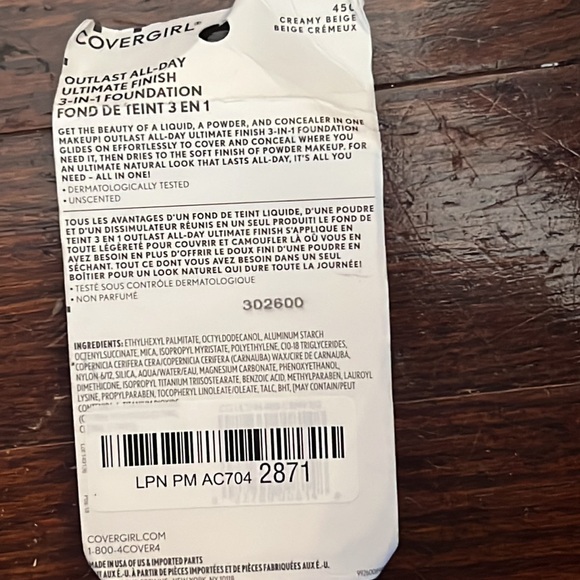 COVERGIRL®
CREAMY BEIGE
BEIGE CRÉMEUX
OUTLAST ALL-DAY
ULTIMATE FINISH
3-IN-1 FOUNDATION
FOND DE TEINT 3 EN 1
GET THE BEAUTY OF A LIQUID, A POWDER, AND CONCEALER IN ONE
MAKEUP! OUTLAST ALL-DAY ULTIMATE FINISH 3-IN-1 FOUNDATION
GLIDES ON EFFORTLESSLY TO COVER AND CONCEAL WHERE YOU
NEED IT, THEN DRIES TO THE SOFT FINISH OF POWDER MAKEUP. FOR
AN ULTIMATE NATURAL LOOK THAT LASTS ALL-DAY, IT'S ALL YOU
NEED – ALL IN ONE!
• DERMATOLOGICALLY TESTED
• UNSCENTED
TOUS LES AVANTAGES D'UN FOND DE TEINT LIQUIDE, D'UNE POUDRE
ET D'UN DISSIMULATEUR RÉUNIS EN UN SEUL PRODUIT! LE FOND DE
TEINT 3 EN 1 OUTLAST ALL-DAY ULTIMATE FINISH S'APPLIQUE EN
TOUTE LÉGÈRETÉ POUR COUVRIR ET CAMOUFLER LÀ OÙ VOUS EN
AVEZ BESOIN EN PLUS D'OFFRIR LE DOUX FINI D'UNE POUDRE EN
SÉCHANT. TOUT CE DONT VOUS AVEZ BESOIN DANS UN SEUL
BOÎTIER POUR UN LOOK NATUREL QUI DURE TOUTE LA JOURNÉE!
• TESTÉ SOUS CONTRÔLE DERMATOLOGIQUE
• NON PARFUMÉ
302600
INGREDIENTS: ETHYLHEXYL PALMITATE, OCTYLDODECANOL, ALUMINUM STARCH
OCTENYLSUCCINATE, MICA, ISOPROPYL MYRISTATE, POLYETHYLENE, C10-18 TRIGLYCERIDES,
COPERNICIA CERIFERA CERA/COPERNICIA CERIFERA (CARNAUBA) WAX/CIRE DE CARNAUBA,
NYLON 6/12, SILICA, AQUA/WATER/EAU, MAGNESIUM CARBONATE, PHENOXYETHANOL,
DIMETHICONE, ISOPROPYL TITANIUM TRIISOSTEARATE, BENZOIC ACID, METHYLPARABEN, LAUROYL
LYSINE, PROPYLPARABEN, TOCOPHERYL LINOLEATE/OLEATE, TALC, BHT, [MAY CONTAIN/PEUT
LPN PM AC704 2871
COVERGIRL.COM
1-800-4COVER4
MADE IN USA OF US & IMPORTED PARTS
AUX É.-U. À PARTIR DE PIÈCES IMPORTÉES ET DE PIÈCES FABRIQUÉES AUX É.-U.